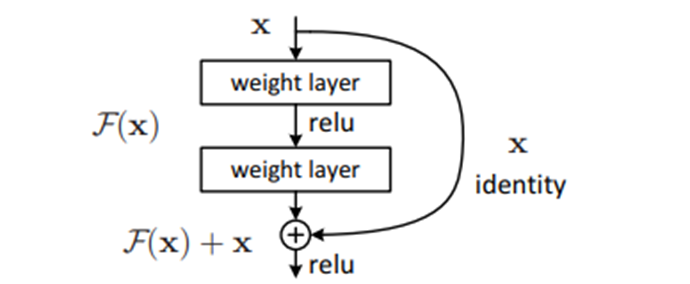 x
weight layer
F(x)
relu
x
weight layer
identity
F(x) + x
+
relu